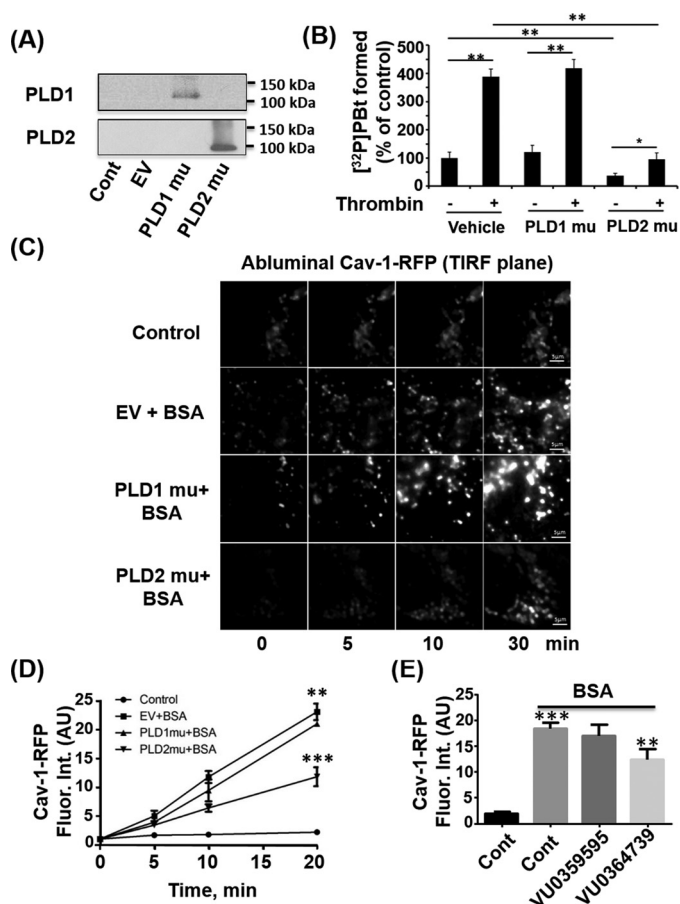 (A)
PLD1
150 kDa
100 kDa
PLD2
150 kDa
100 kDa
Cont
EV
PLD1 mu
PLD2 mu
(B)
[³²P]PBt formed
(% of control)
500
450
400
300
200
100
0
**
**
**
**
*
Thrombin
- + - + - +
Vehicle PLD1 mu PLD2 mu
(C)
Abluminal Cav-1-RFP (TIRF plane)
Control
5μm
EV + BSA
5μm
PLD1 mu+
BSA
5μm
PLD2 mu+
BSA
5μm
0 5 10 30 min
(D)
Cav-1-RFP
Fluor. Int. (AU)
25
20
15
10
5
0
Control
EV+BSA
PLD1mu+BSA
PLD2mu+BSA
**
***
0 5 10 20
Time, min
(E)
BSA
Cav-1-RFP
Fluor. Int. (AU)
25
20
15
10
5
0
***
**
Cont
Cont
VU0359595
VU0364739